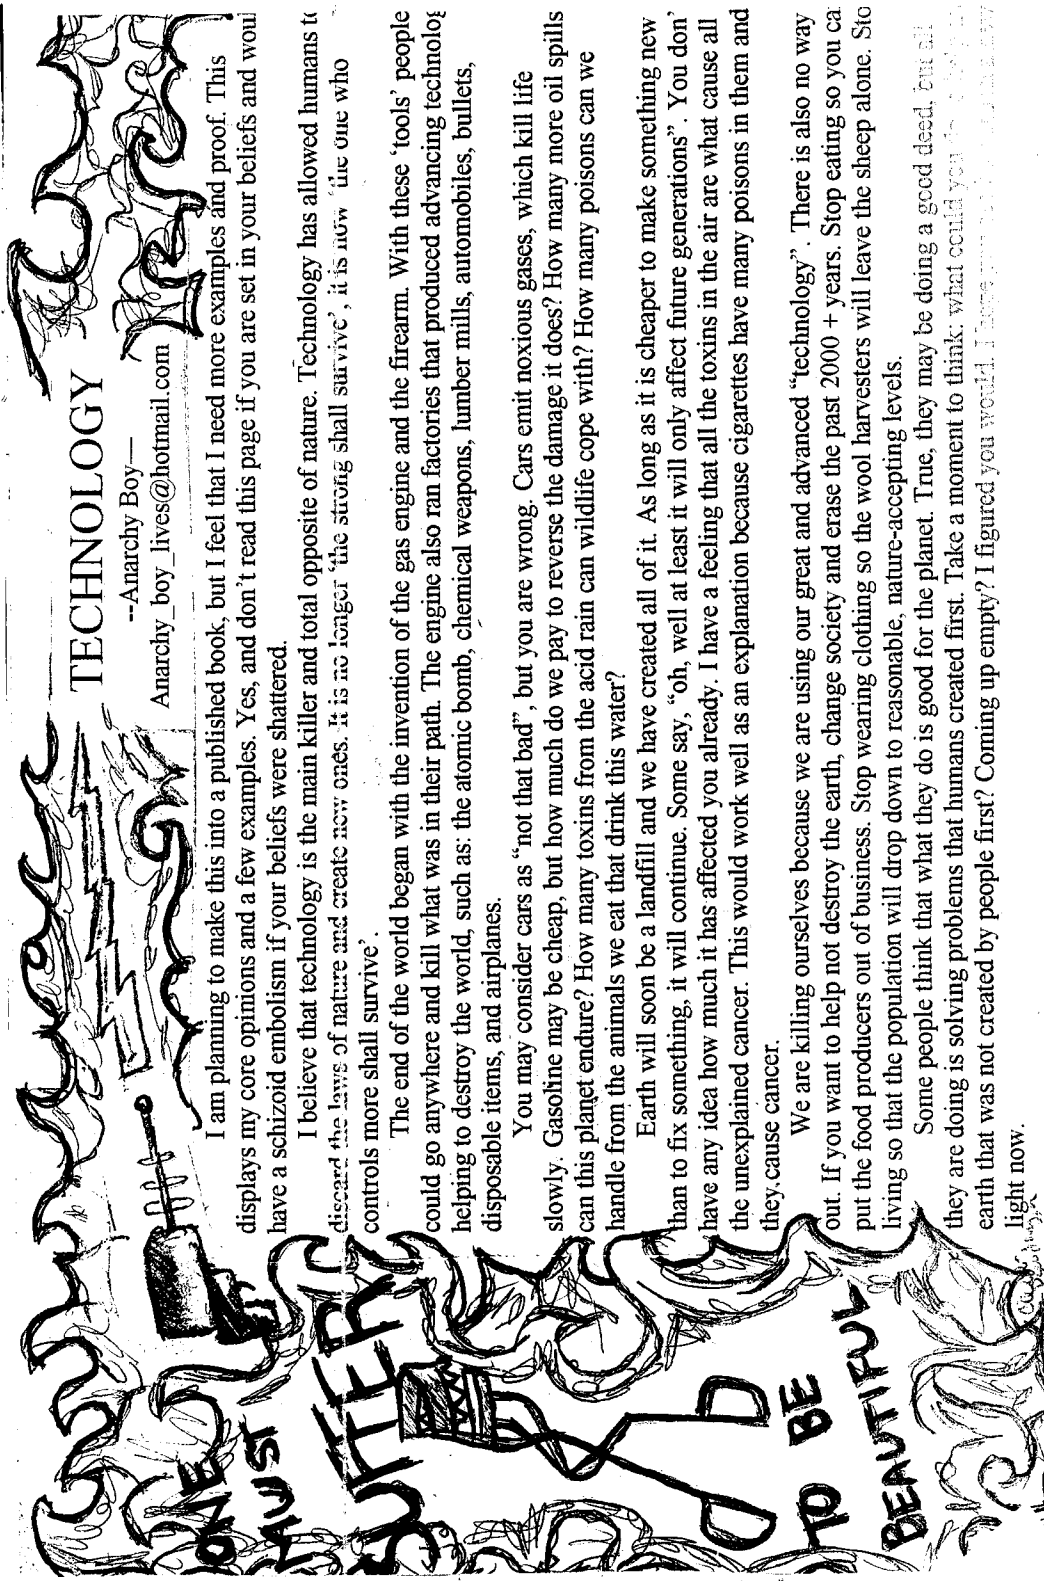 TECHNOLOGY
--Anarchy Boy—
Anarchy_boy_lives@hotmail.com
I am planning to make this into a published book, but I feel that I need more examples and proof. This
displays my core opinions and a few examples. Yes, and don't read this page if you are set in your beliefs and woul
have a schizoid embolism if your beliefs were shattered.
I believe that technology is the main killer and total opposite of nature. Technology has allowed humans to
discard the laws of nature and create new ones. It is no longer 'the strong shall survive', it is now 'the one who
controls more shall survive'.
The end of the world began with the invention of the gas engine and the firearm. With these 'tools' people
could go anywhere and kill what was in their path. The engine also ran factories that produced advancing technolog
helping to destroy the world, such as: the atomic bomb, chemical weapons, lumber mills, automobiles, bullets,
disposable items, and airplanes.
You may consider cars as “not that bad”, but you are wrong. Cars emit noxious gases, which kill life
slowly. Gasoline may be cheap, but how much do we pay to reverse the damage it does? How many more oil spills
can this planet endure? How many toxins from the acid rain can wildlife cope with? How many poisons can we
handle from the animals we eat that drink this water?
Earth will soon be a landfill and we have created all of it. As long as it is cheaper to make something new
than to fix something, it will continue. Some say, “oh, well at least it will only affect future generations”. You don'
have any idea how much it has affected you already. I have a feeling that all the toxins in the air are what cause all
the unexplained cancer. This would work well as an explanation because cigarettes have many poisons in them and
they cause cancer.
We are killing ourselves because we are using our great and advanced “technology”. There is also no way
out. If you want to help not destroy the earth, change society and erase the past 2000 + years. Stop eating so you ca
put the food producers out of business. Stop wearing clothing so the wool harvesters will leave the sheep alone. Sto
living so that the population will drop down to reasonable, nature-accepting levels.
Some people think that what they do is good for the planet. True, they may be doing a good deed, but all
they are doing is solving problems that humans created first. Take a moment to think: what could you do
earth that was not created by people first? Coming up empty? I figured you would. I hope
light now.
ONE
MUST
SUFFER
TO BE
BEAUTIFUL